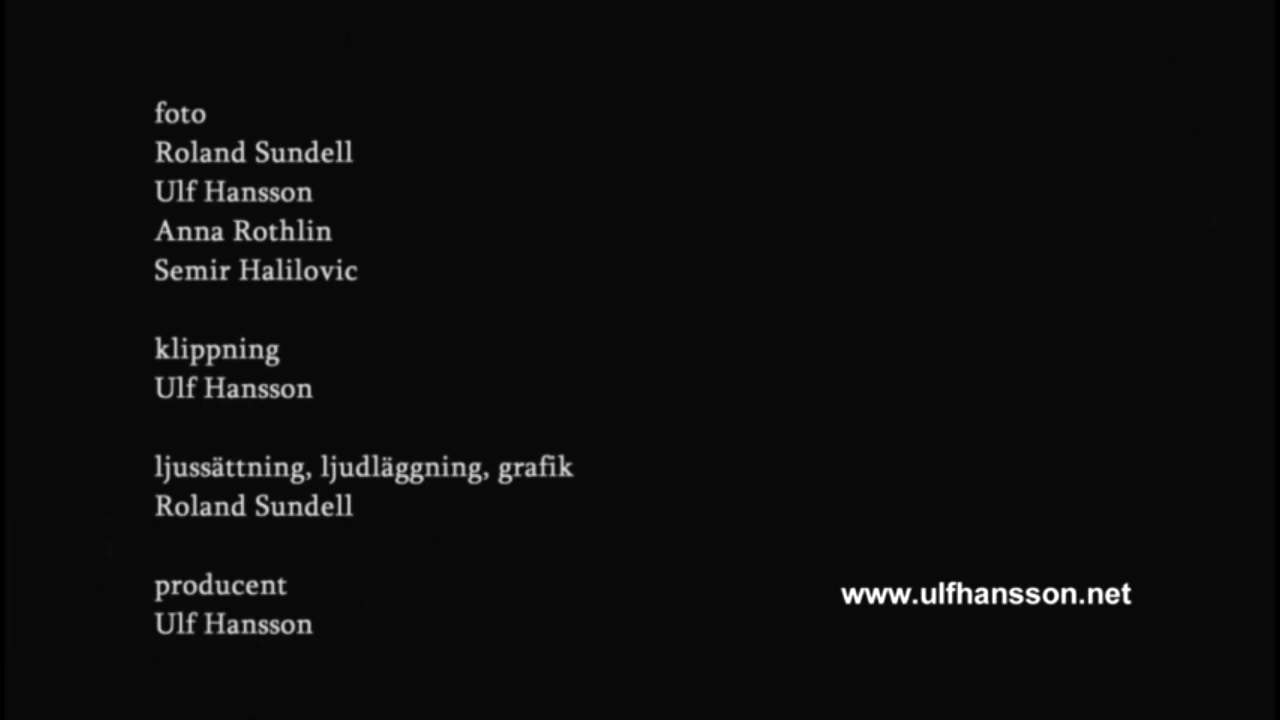 foto
Roland Sundell
Ulf Hansson
Anna Rothlin
Semir Halilovic
klippning
Ulf Hansson
ljussättning, ljudläggning, grafik
Roland Sundell
producent
Ulf Hansson
www.ulfhansson.net